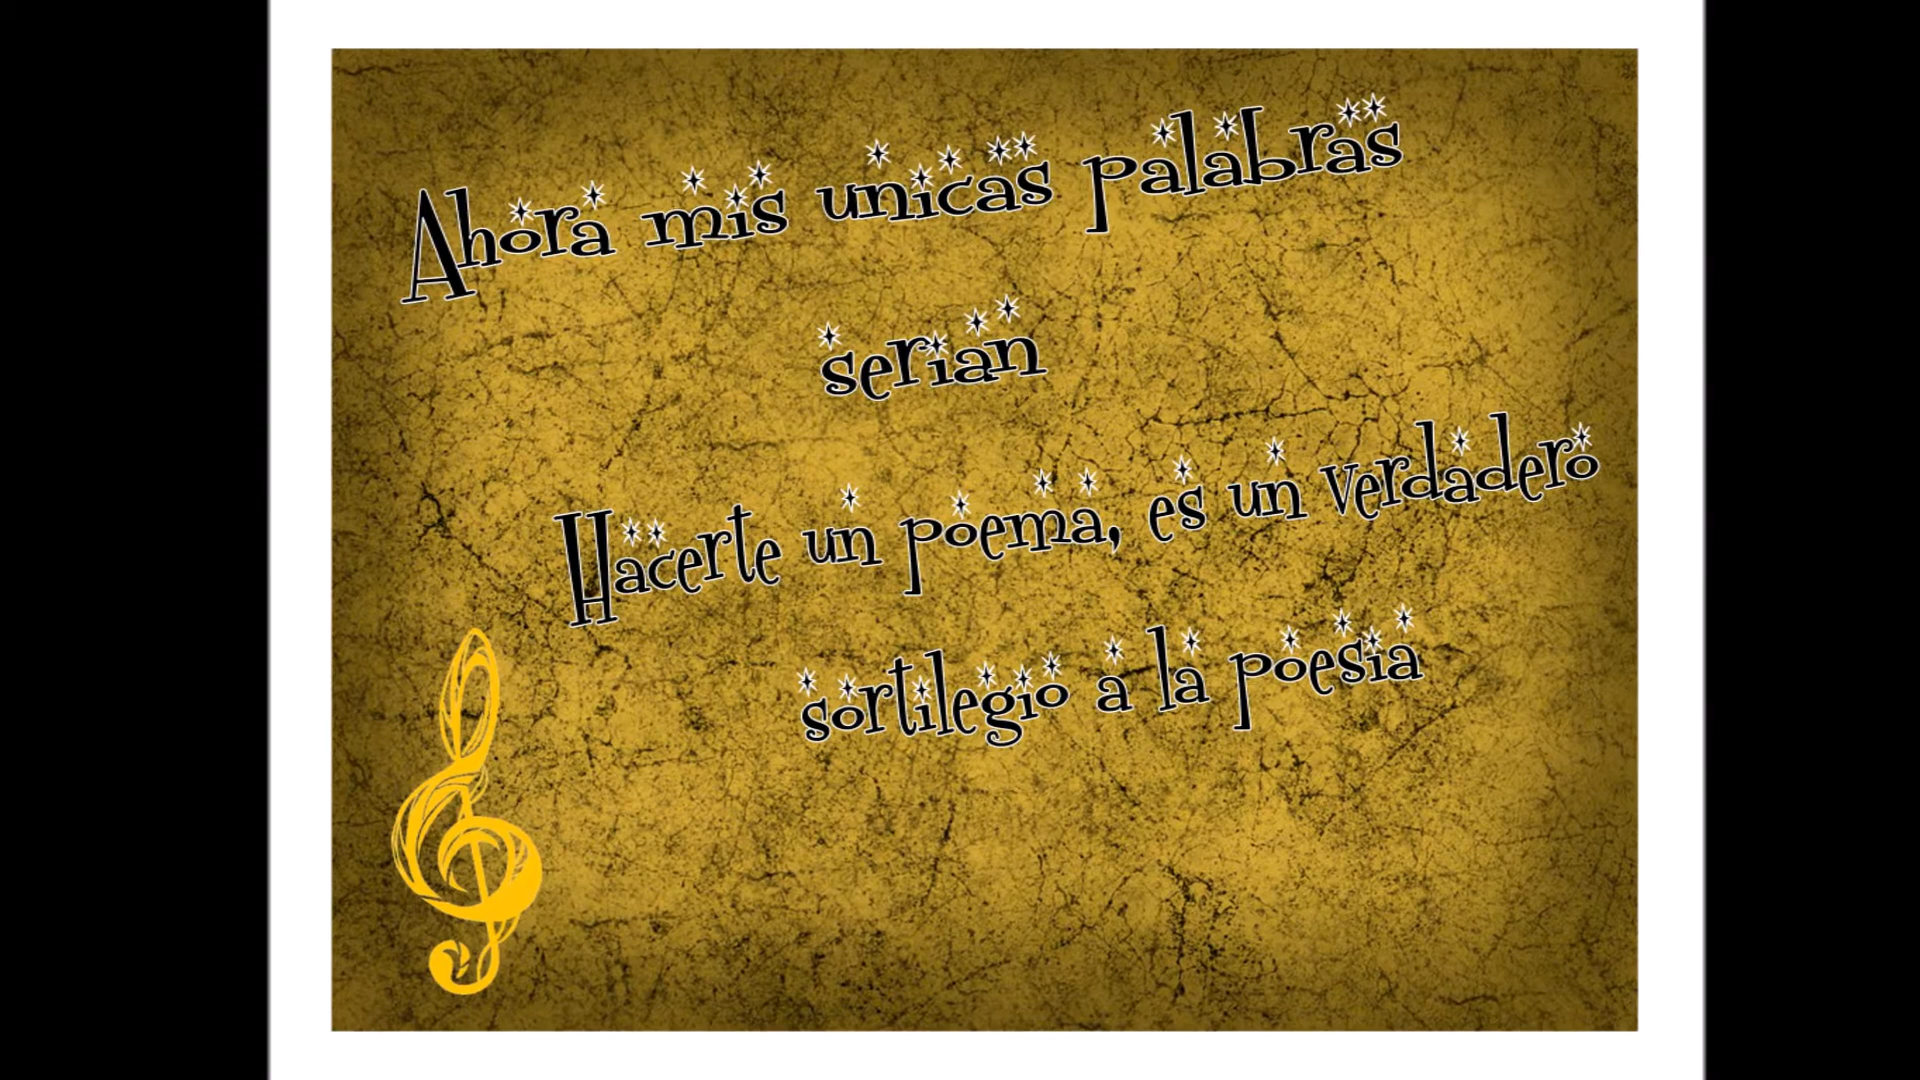 Ahora mis unicas palabras
serian
Hacerte un poema, es un verdadero
sortilegio a la poesia